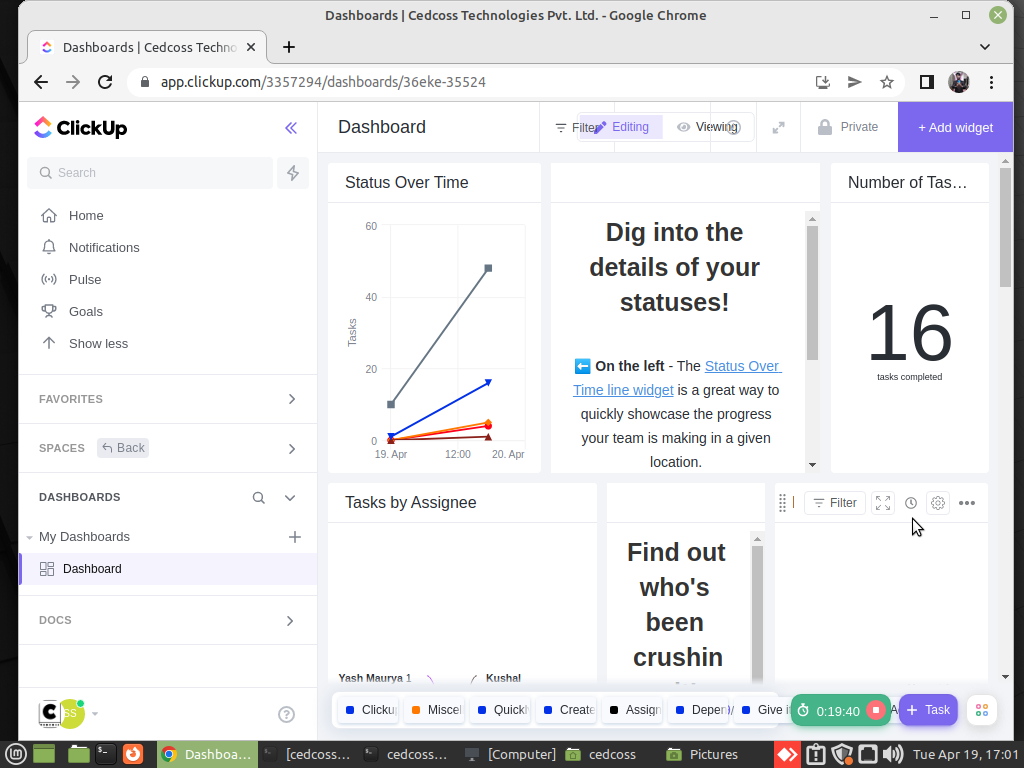 Dashboards | Cedcoss Technologies Pvt. Ltd. - Google Chrome
Dashboards | Cedcoss Techno
app.clickup.com/3357294/dashboards/36eke-35524
ClickUp
Dashboard
Filter
Editing
Viewing
Private
+ Add widget
Search
Home
Notifications
Pulse
Goals
Show less
FAVORITES
SPACES
Back
DASHBOARDS
My Dashboards
Dashboard
DOCS
Status Over Time
60
40
20
0
Tasks
19. Apr
12:00
20. Apr
Dig into the
details of your
statuses!
On the left - The Status Over
Time line widget is a great way to
quickly showcase the progress
your team is making in a given
location.
Number of Tas…
16
tasks completed
Tasks by Assignee
Yash Maurya 1
Kushal
Find out
who's
been
crushin
Filter
Clickup
Miscel
Quickl
Create
Assign
Give i
0:19:40
+ Task
Dashboa...
[cedcoss...
cedcoss...
[Computer]
cedcoss
Pictures
Tue Apr 19, 17:01